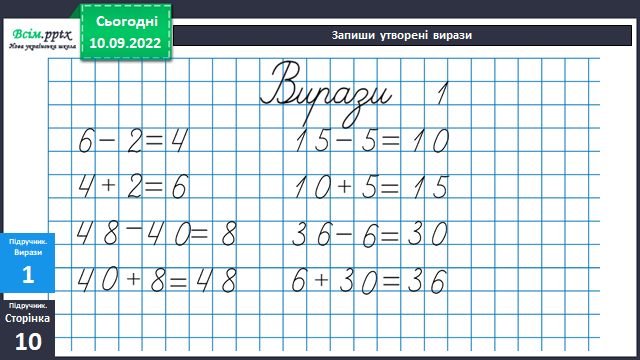 Всім.pptx
Нова українська школа
Сьогодні
10.09.2022
Запиши утворені вирази
Вирази 1
6 - 2 = 4 15 - 5 = 10
4 + 2 = 6 10 + 5 = 15
48 - 40 = 8 36 - 6 = 30
40 + 8 = 48 6 + 30 = 36
Підручник.
Вирази
1
Підручник.
Сторінка
10